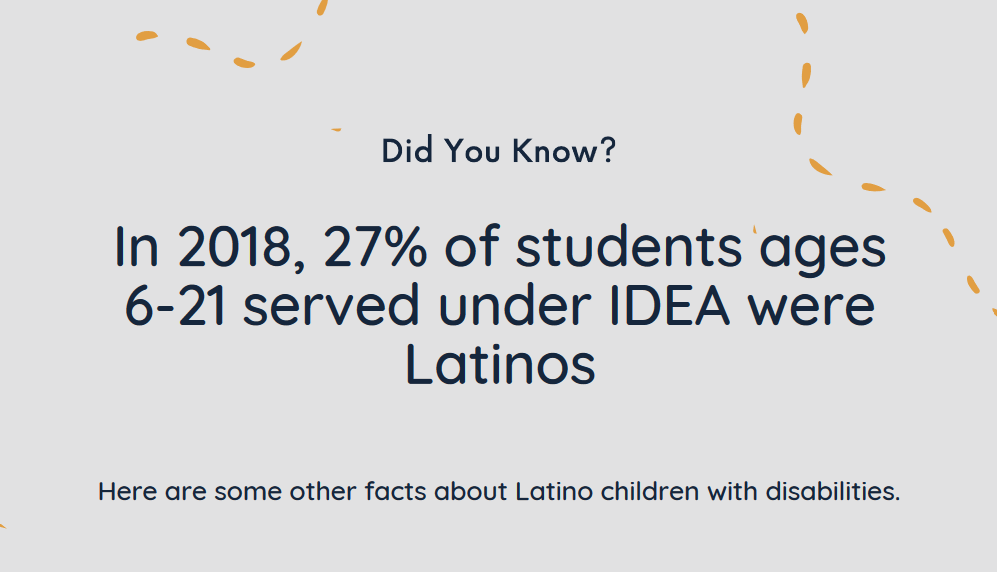 Did You Know?
In 2018, 27% of students ages
6-21 served under IDEA were
Latinos
Here are some other facts about Latino children with disabilities.